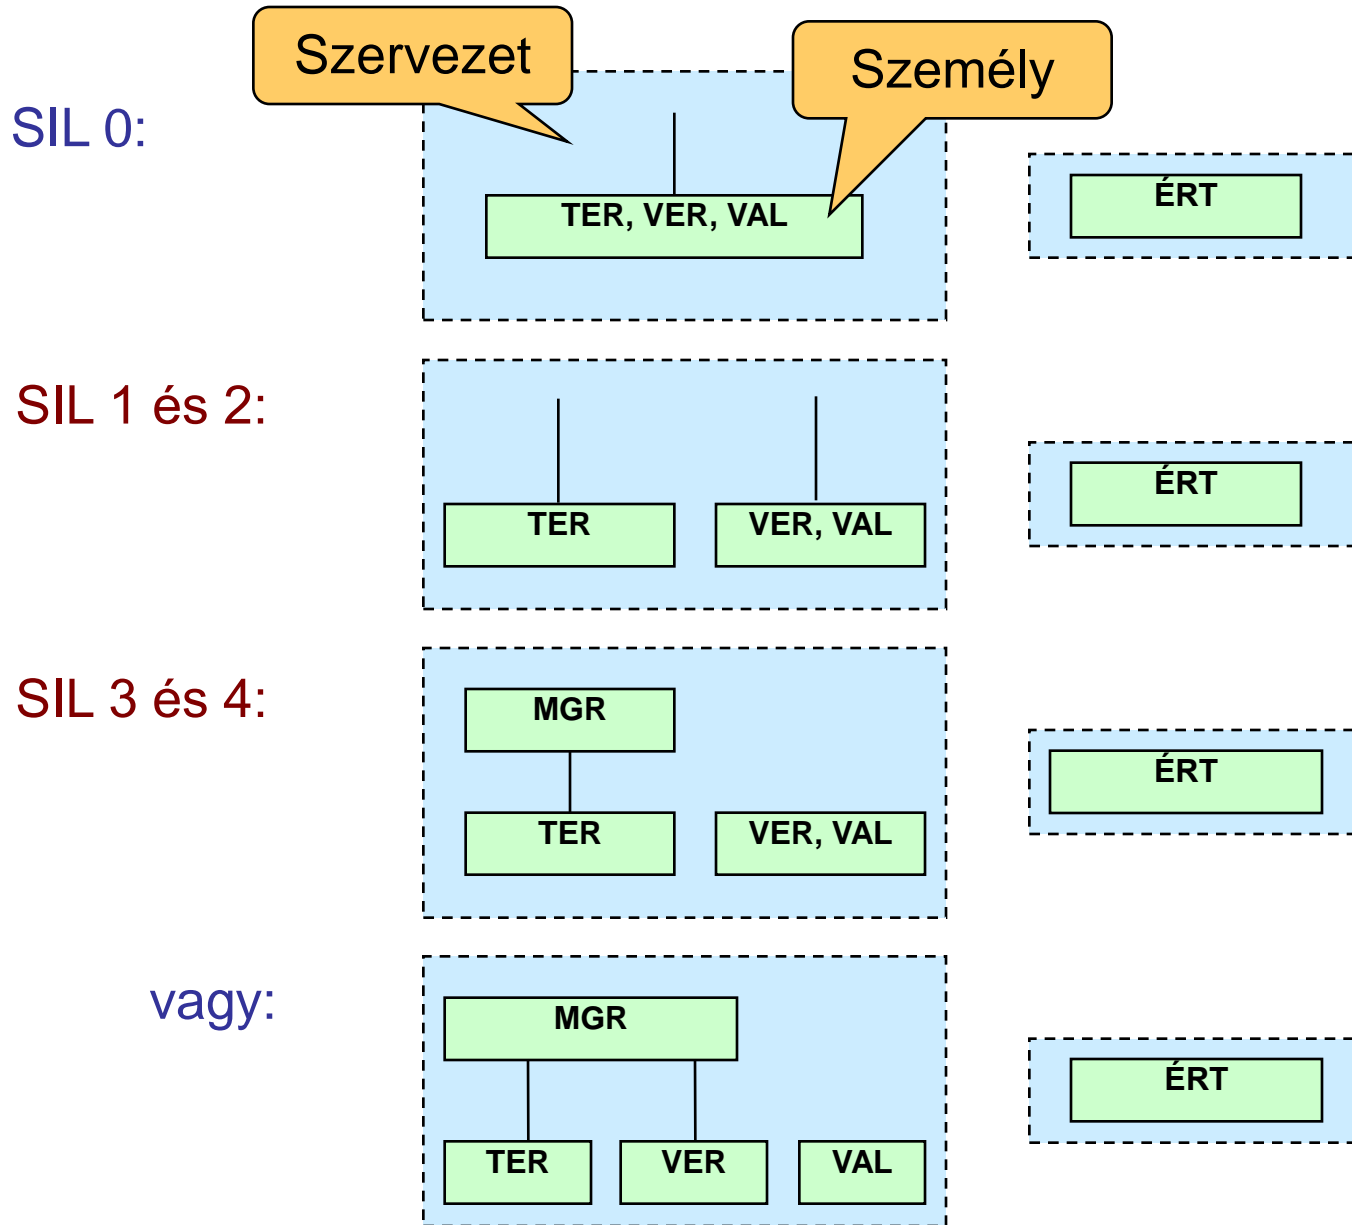 Szervezet
Személy
SIL 0:
TER, VER, VAL
ÉRT
SIL 1 és 2:
TER
VER, VAL
ÉRT
SIL 3 és 4:
MGR
ÉRT
TER
VER, VAL
vagy:
MGR
ÉRT
TER
VER
VAL